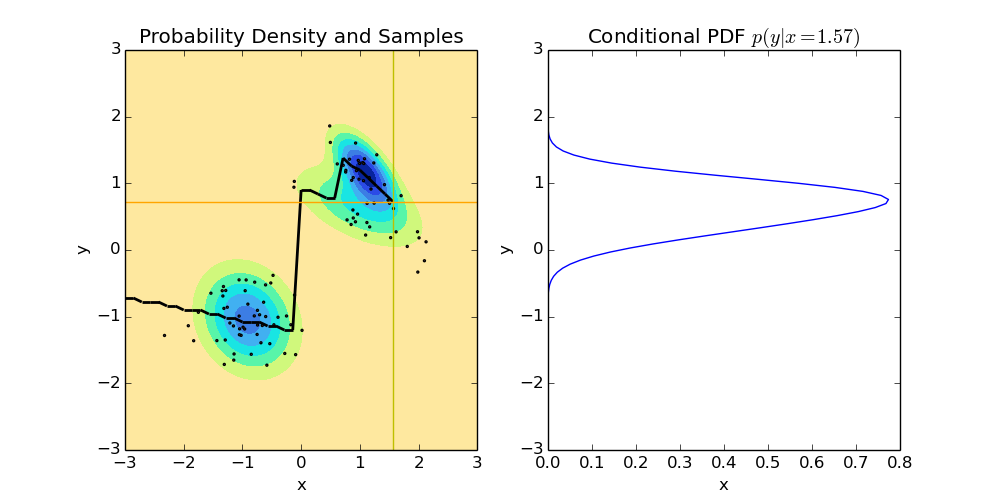 Probability Density and Samples
3
2
1
0
−1
−2
−3
y
−3 −2 −1 0 1 2 3
x
Conditional PDF p(y|x=1.57)
3
2
1
0
−1
−2
−3
y
0.0 0.1 0.2 0.3 0.4 0.5 0.6 0.7 0.8
x